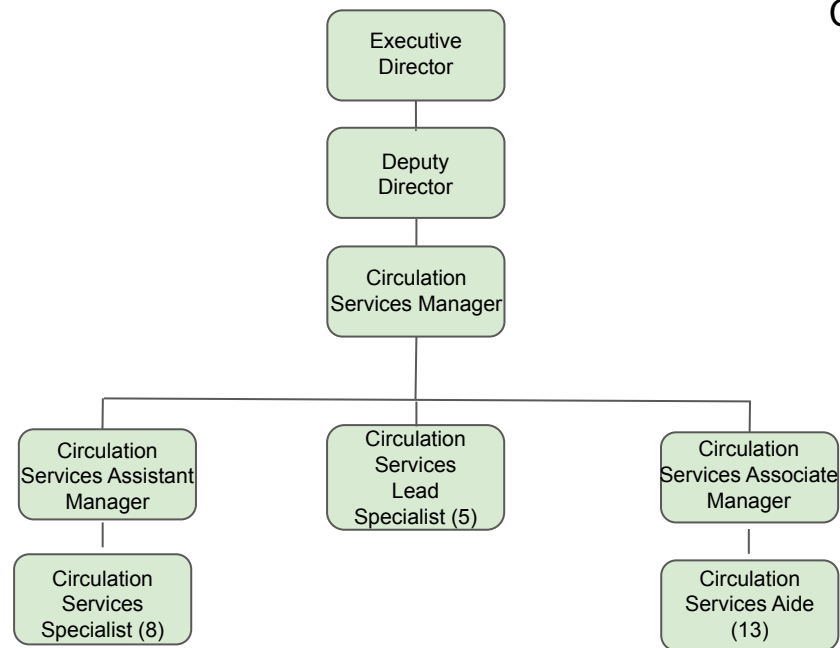 Executive
Director
Deputy
Director
Circulation
Services Manager
Circulation
Services Assistant
Manager
Circulation
Services
Lead
Specialist (5)
Circulation
Services Associate
Manager
Circulation
Services
Specialist (8)
Circulation
Services Aide
(13)